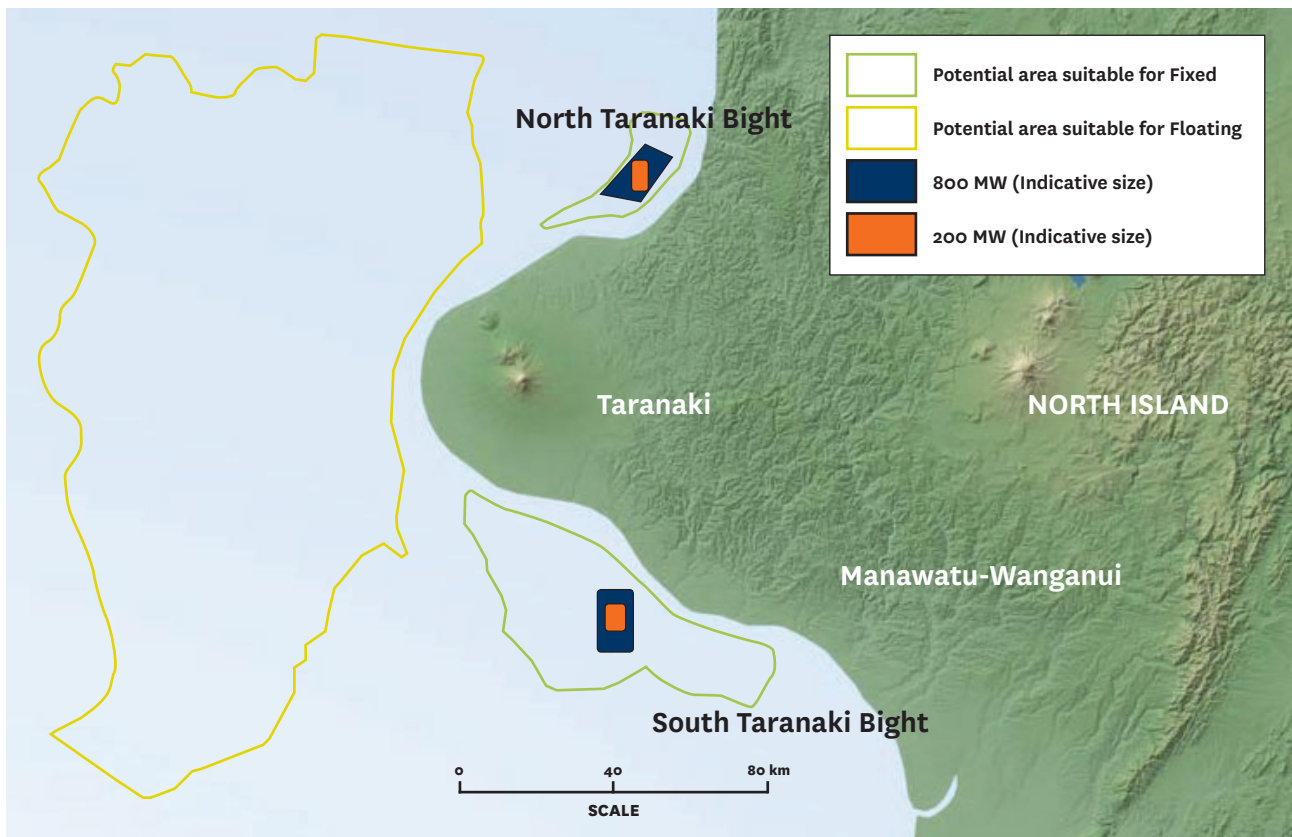 Potential area suitable for Fixed
Potential area suitable for Floating
800 MW (Indicative size)
200 MW (Indicative size)
North Taranaki Bight
Taranaki
NORTH ISLAND
Manawatu-Wanganui
South Taranaki Bight
0 40 80 km
SCALE